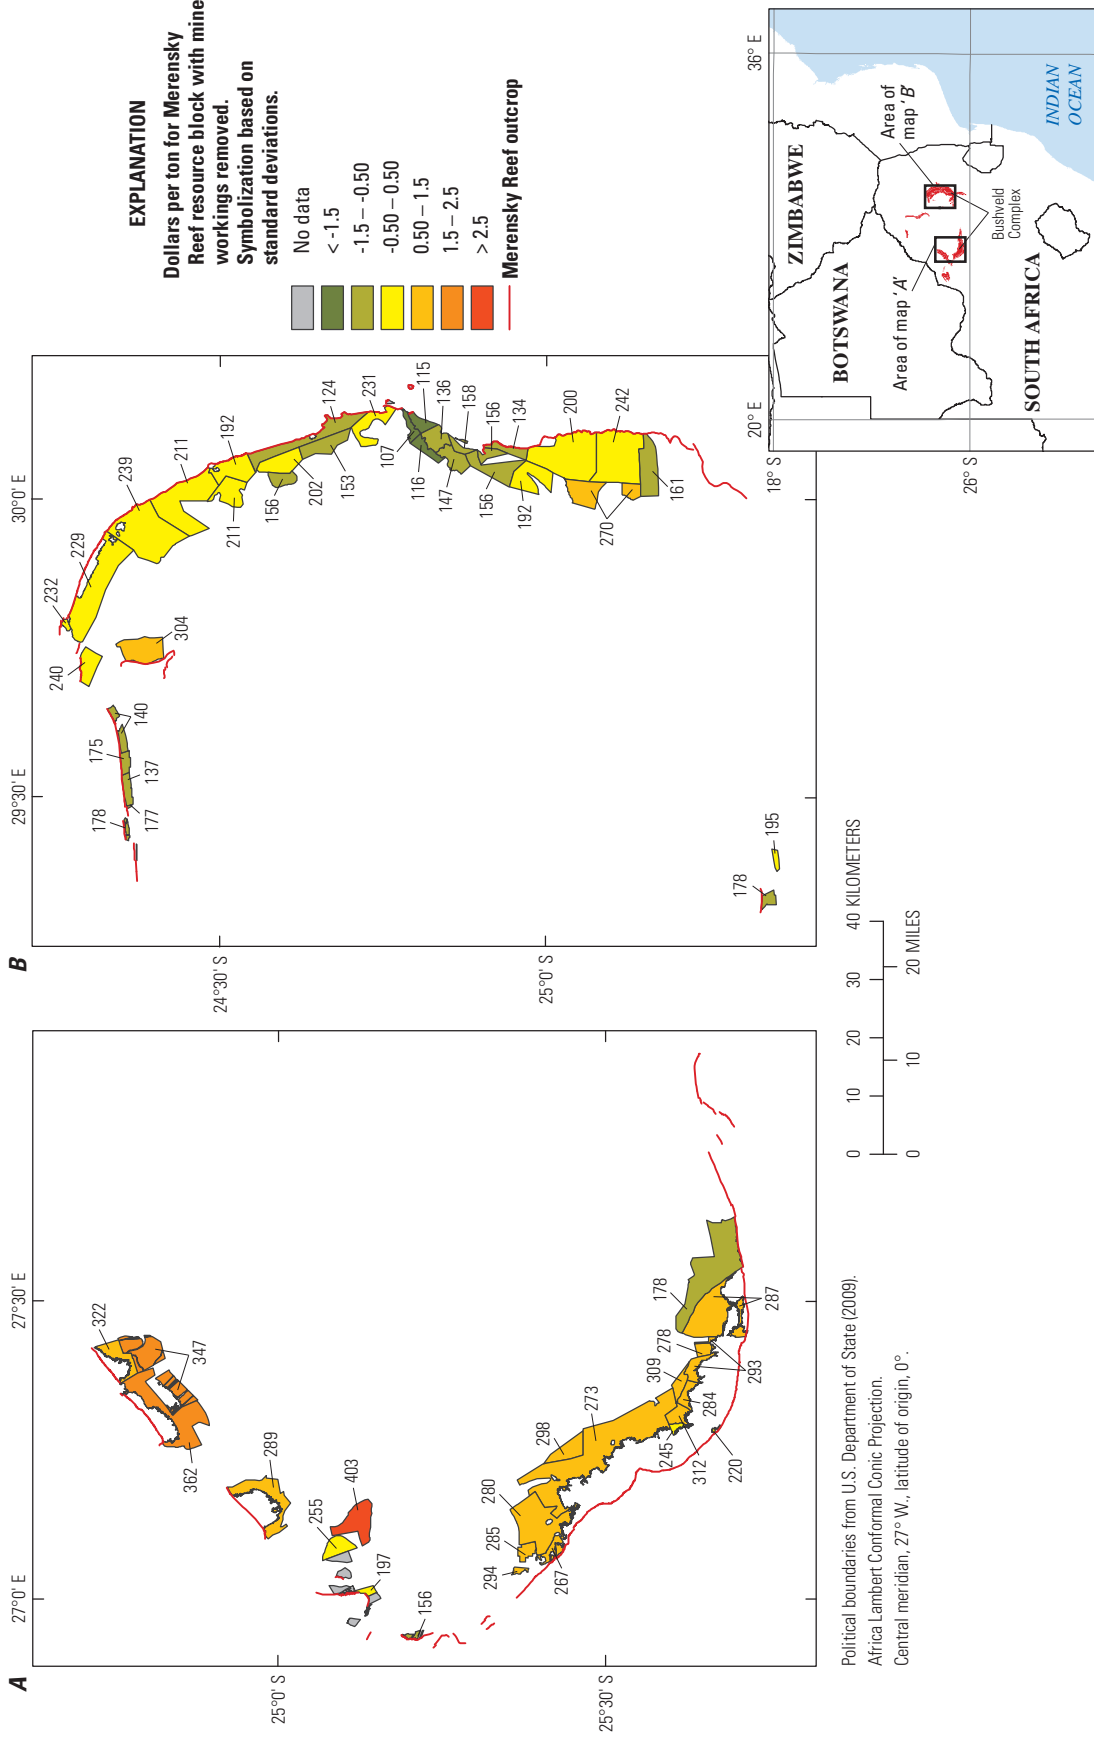 A
27°0' E
27°30' E
25°0' S
25°30' S
322
347
362
289
403
255
197
156
294
285
280
267
298
273
245
312
220
309
284
278
293
178
287
B
29°30' E
30°0' E
24°30' S
25°0' S
178
177
175
137
140
240
304
232
229
239
211
192
211
156
202
153
124
231
107
115
116
136
147
158
156
156
134
192
200
242
270
161
178
195
EXPLANATION
Dollars per ton for Merensky
Reef resource block with mine
workings removed.
Symbolization based on
standard deviations.
No data
< -1.5
-1.5 – -0.50
-0.50 – 0.50
0.50 – 1.5
1.5 – 2.5
> 2.5
Merensky Reef outcrop
20° E
36° E
18° S
26° S
ZIMBABWE
BOTSWANA
SOUTH AFRICA
Area of map 'A'
Area of
map 'B'
Bushveld
Complex
INDIAN
OCEAN
0 10 20 30 40 KILOMETERS
0 10 20 MILES
Political boundaries from U.S. Department of State (2009).
Africa Lambert Conformal Conic Projection.
Central meridian, 27° W., latitude of origin, 0°.